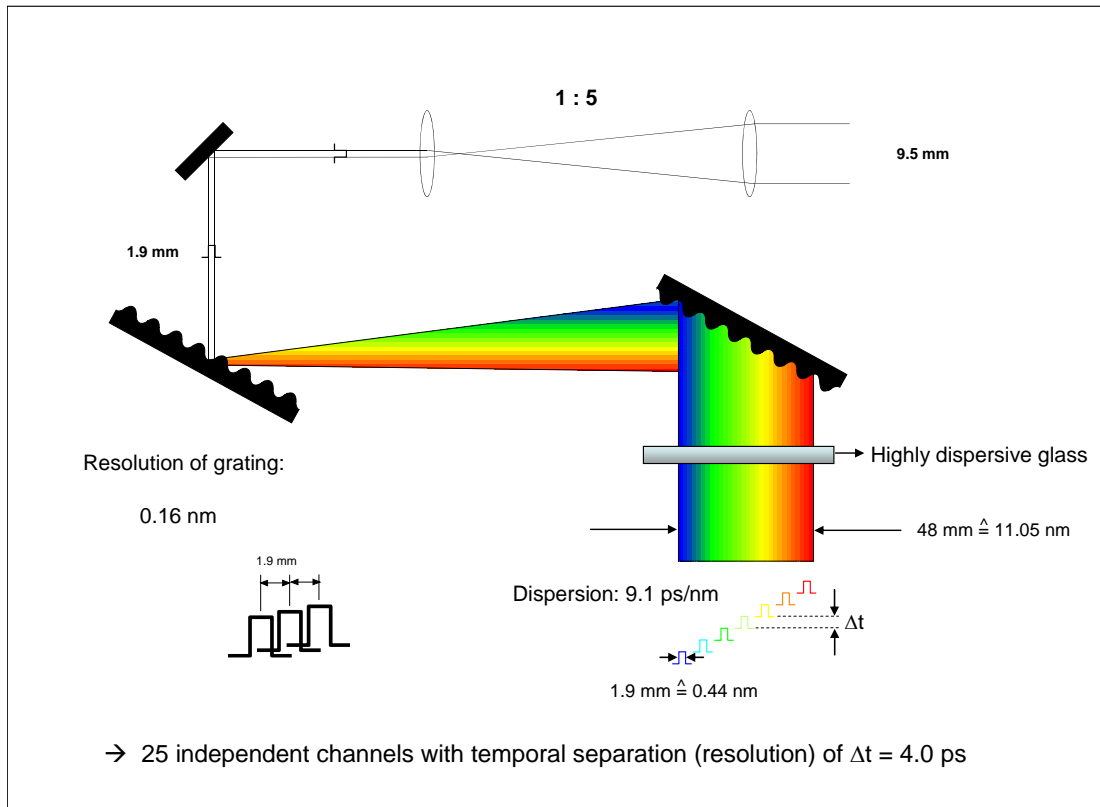 1 : 5
9.5 mm
1.9 mm
Resolution of grating:
0.16 nm
Highly dispersive glass
48 mm ≙ 11.05 nm
1.9 mm
Dispersion: 9.1 ps/nm
Δt
1.9 mm ≙ 0.44 nm
→ 25 independent channels with temporal separation (resolution) of Δt = 4.0 ps